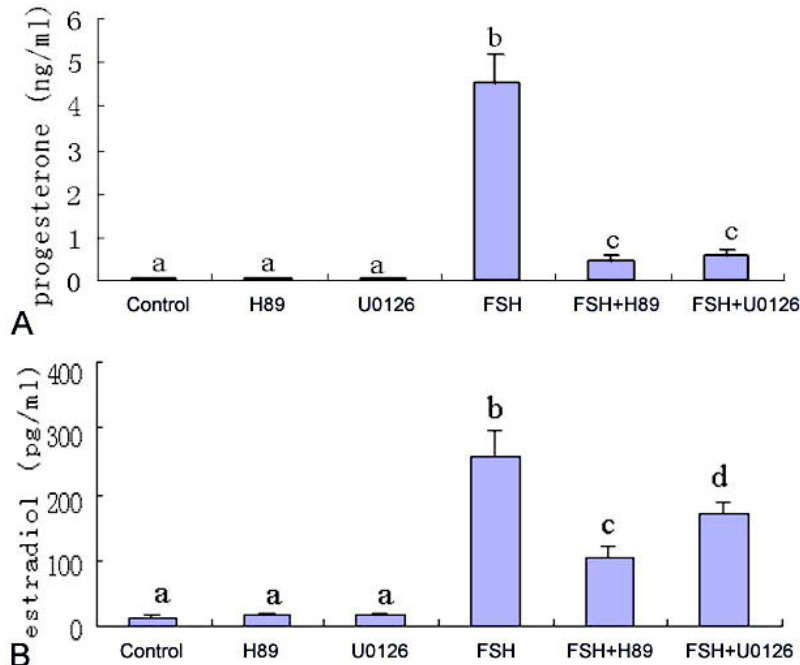 progesterone (ng/ml)
6
5
4
3
2
1
0
a
a
a
b
c
c
Control H89 U0126 FSH FSH+H89 FSH+U0126
A
estradiol (pg/ml)
400
300
200
100
0
a
a
a
b
c
d
Control H89 U0126 FSH FSH+H89 FSH+U0126
B